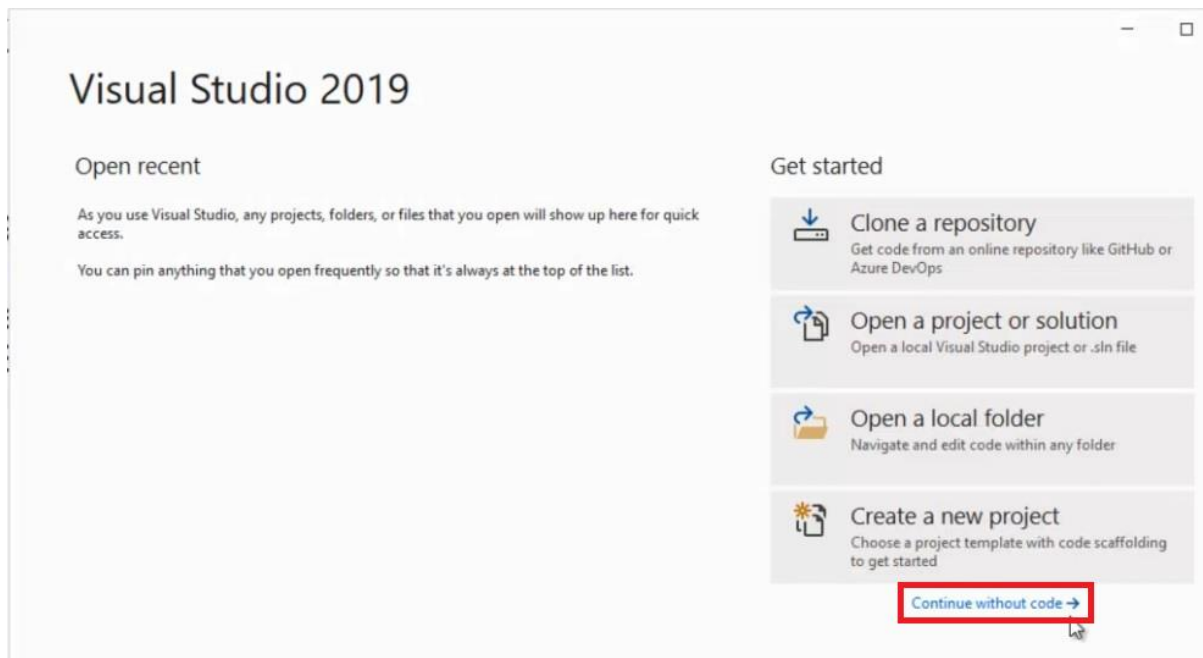 Visual Studio 2019
Open recent
As you use Visual Studio, any projects, folders, or files that you open will show up here for quick
access.
You can pin anything that you open frequently so that it's always at the top of the list.
Get started
Clone a repository
Get code from an online repository like GitHub or
Azure DevOps
Open a project or solution
Open a local Visual Studio project or .sln file
Open a local folder
Navigate and edit code within any folder
Create a new project
Choose a project template with code scaffolding
to get started
Continue without code →